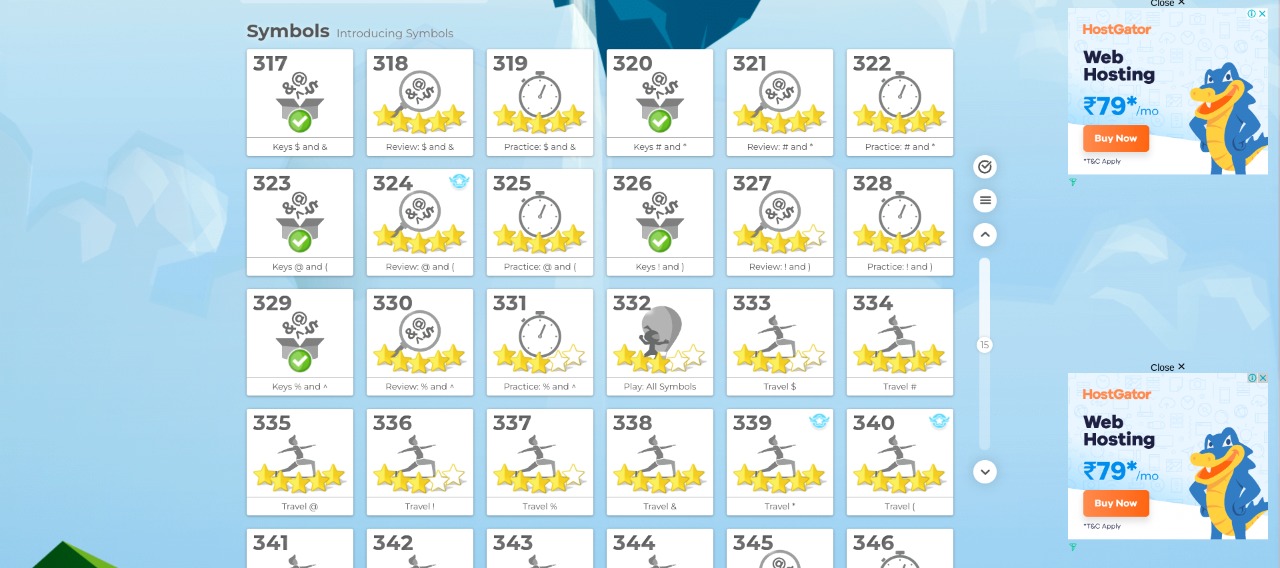 Close ✕
HostGator
Web
Hosting
₹79*/mo
Buy Now
*T&C Apply
Symbols Introducing Symbols
317 318 319 320 321 322
Keys $ and & Review: $ and & Practice: $ and & Keys # and * Review: # and * Practice: # and *
323 324 325 326 327 328
Keys @ and ( Review: @ and ( Practice: @ and ( Keys ! and ) Review: ! and ) Practice: ! and )
329 330 331 332 333 334
Keys % and ^ Review: % and ^ Practice: % and ^ Play: All Symbols Travel $ Travel #
335 336 337 338 339 340
Travel @ Travel ! Travel % Travel & Travel * Travel (
341 342 343 344 345 346
15
Close ✕
HostGator
Web
Hosting
₹79*/mo
Buy Now
*T&C Apply